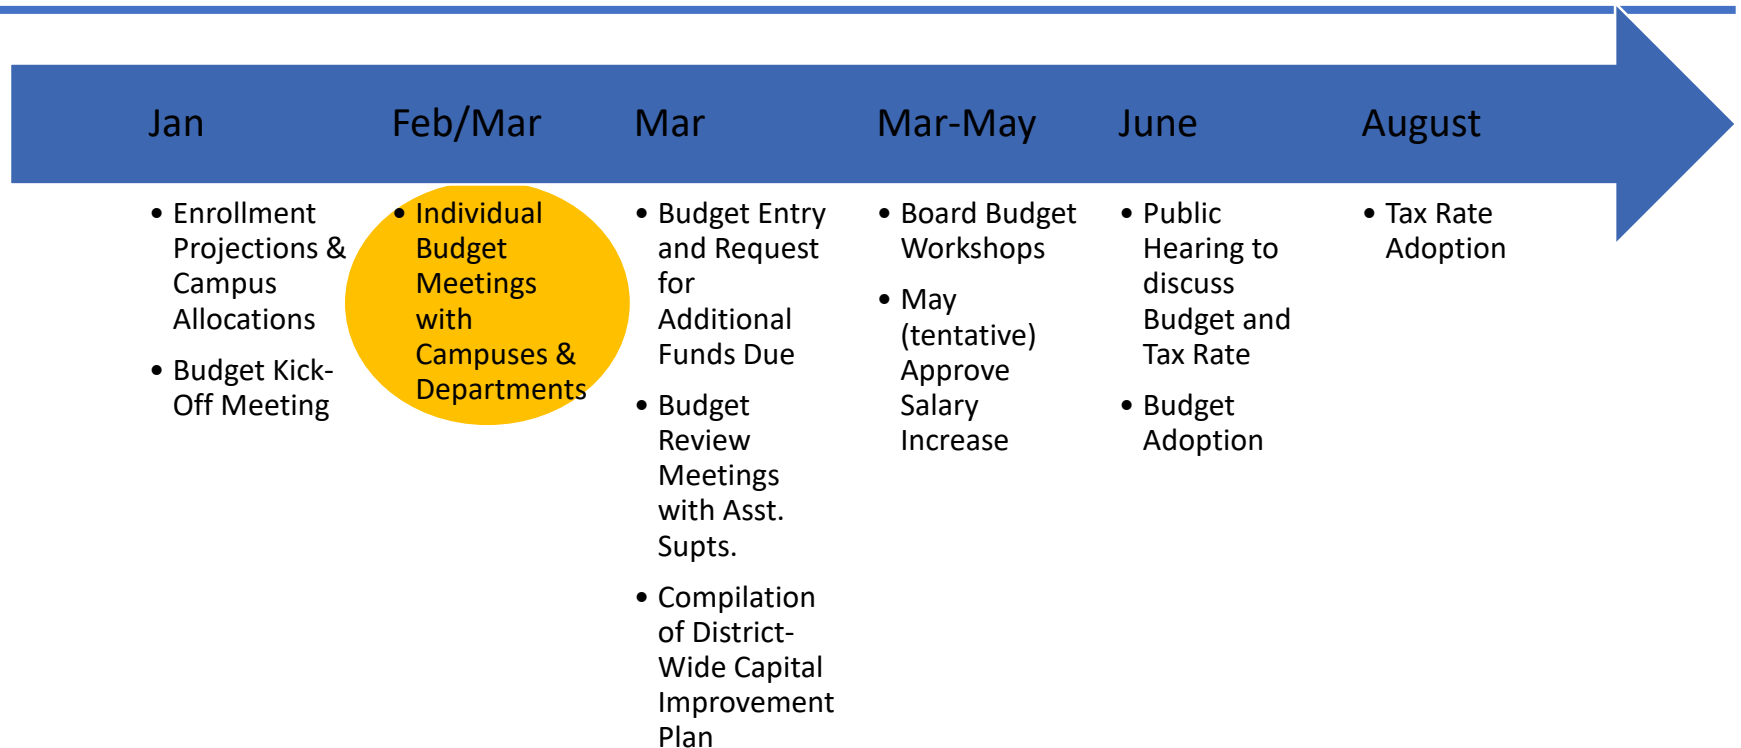 Jan
Feb/Mar
Mar
Mar-May
June
August
• Enrollment
Projections &
Campus
Allocations
• Budget Kick-
Off Meeting
• Individual
Budget
Meetings
with
Campuses &
Departments
• Budget Entry
and Request
for
Additional
Funds Due
• Budget
Review
Meetings
with Asst.
Supts.
• Compilation
of District-
Wide Capital
Improvement
Plan
• Board Budget
Workshops
• May
(tentative)
Approve
Salary
Increase
• Public
Hearing to
discuss
Budget and
Tax Rate
• Budget
Adoption
• Tax Rate
Adoption